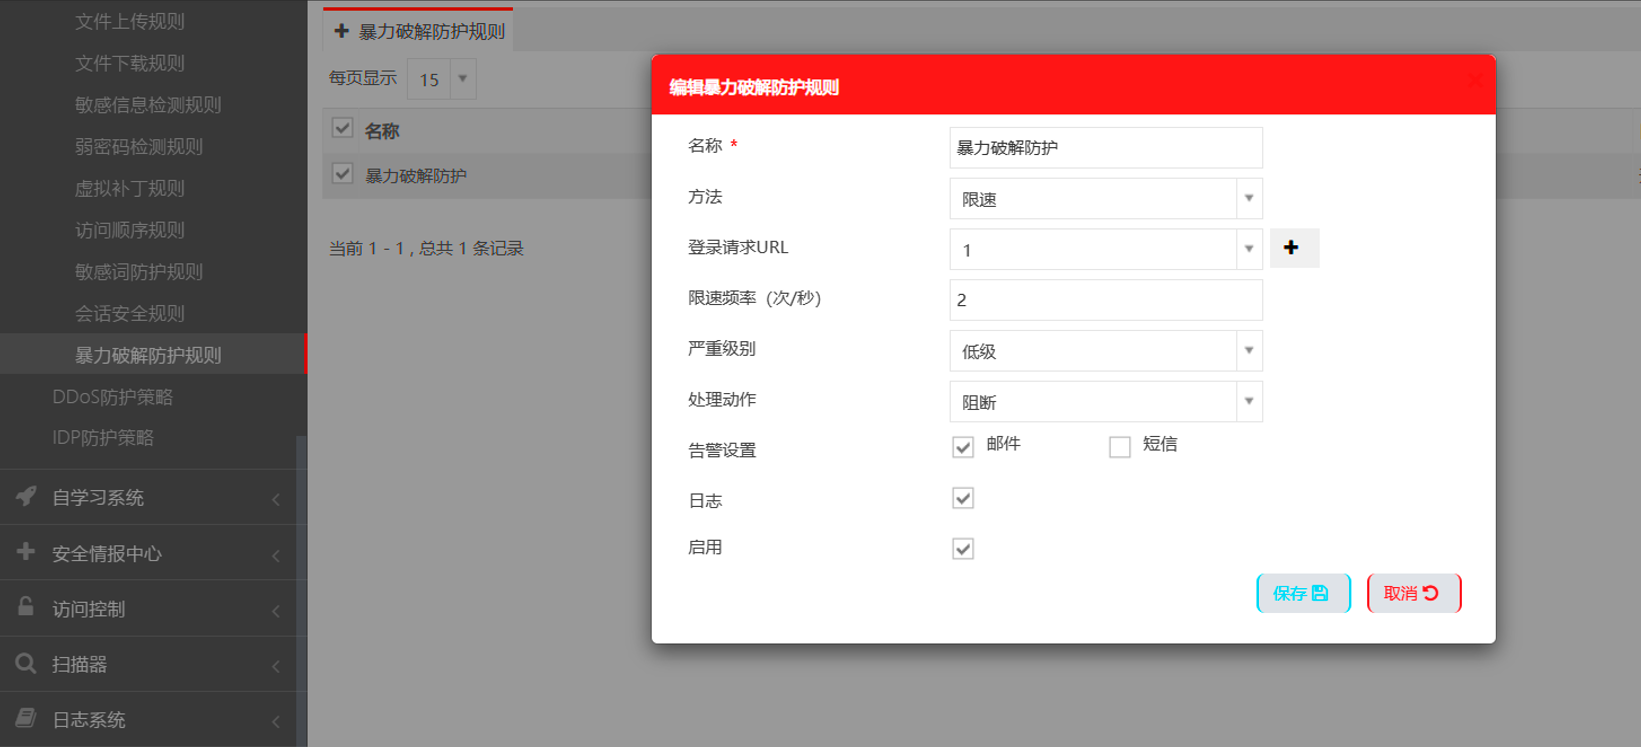 文件上传规则
文件下载规则
敏感信息检测规则
弱密码检测规则
虚拟补丁规则
访问顺序规则
敏感词防护规则
会话安全规则
暴力破解防护规则
DDoS防护策略
IDP防护策略
自学习系统
安全情报中心
访问控制
扫描器
日志系统
暴力破解防护规则
每页显示 15
名称
暴力破解防护
当前 1 - 1 , 总共 1 条记录
编辑暴力破解防护规则
名称 * 暴力破解防护
方法 限速
登录请求URL 1
限速频率（次/秒） 2
严重级别 低级
处理动作 阻断
告警设置 邮件 短信
日志
启用
保存 取消